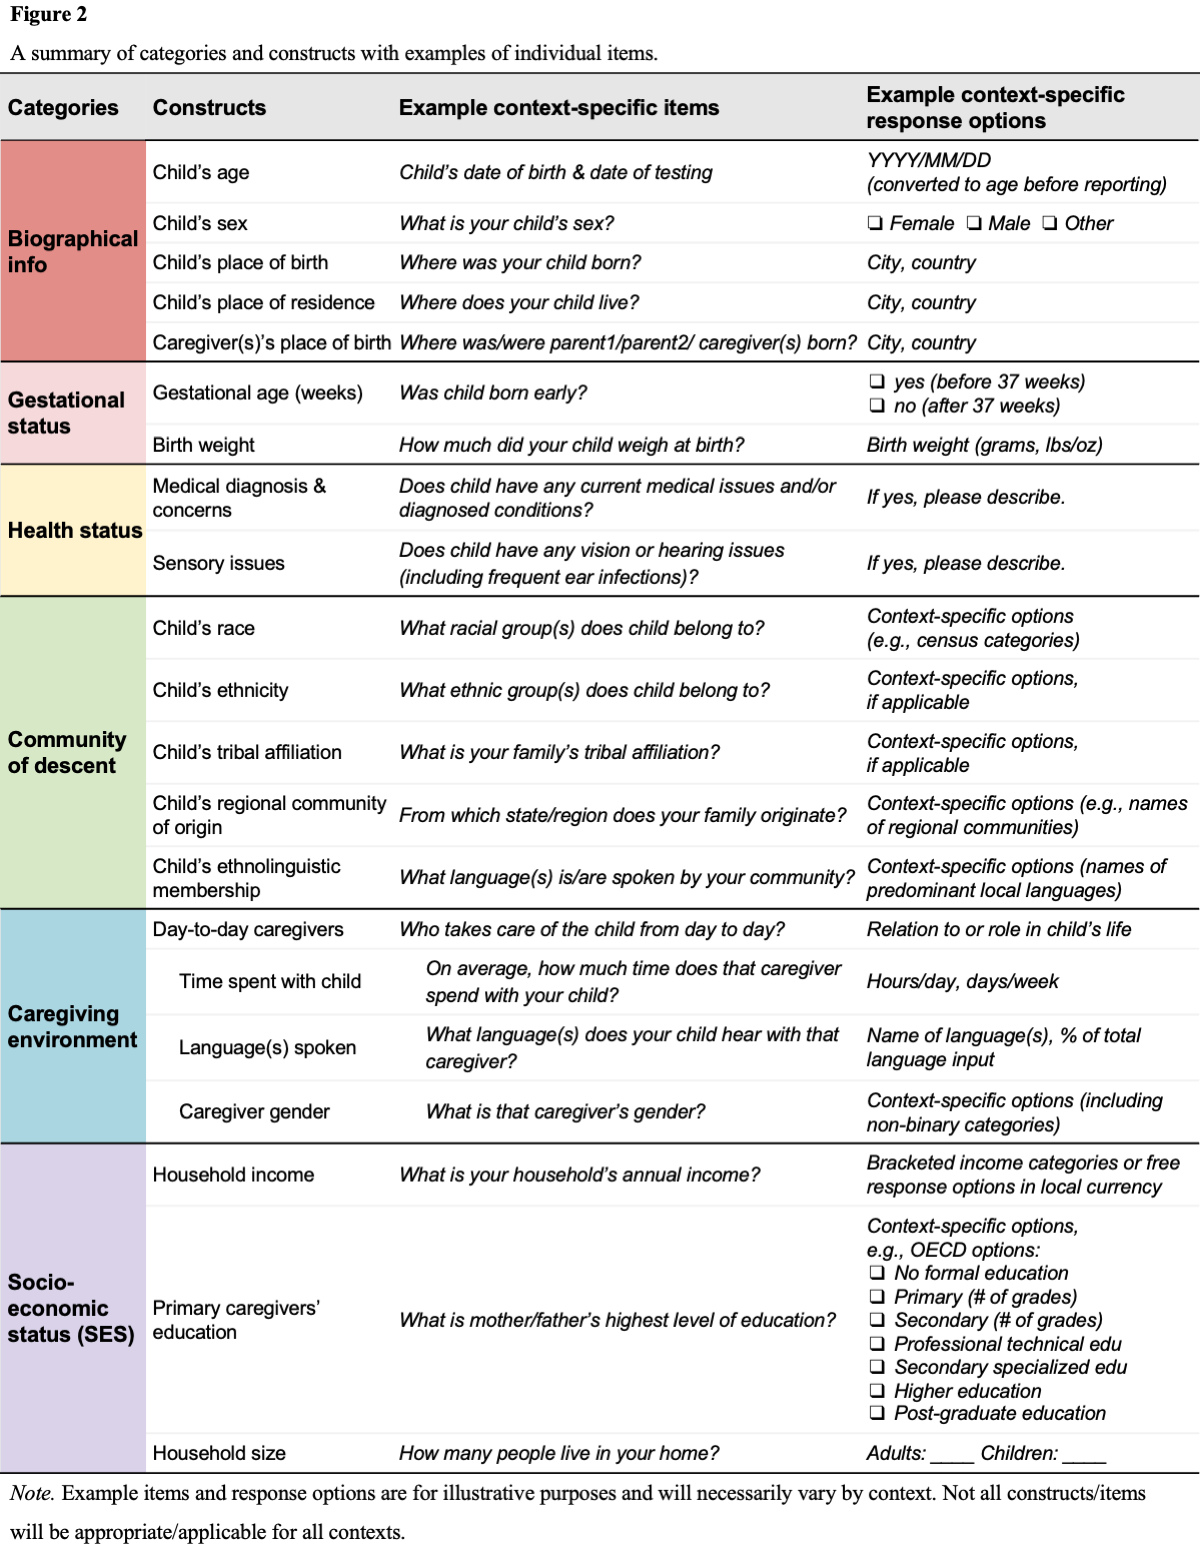 Figure 2
A summary of categories and constructs with examples of individual items.
Categories Constructs Example context-specific items Example context-specific
response options
Biographical
info
Child's age Child's date of birth & date of testing YYYY/MM/DD
(converted to age before reporting)
Child's sex What is your child's sex? ❏ Female ❏ Male ❏ Other
Child's place of birth Where was your child born? City, country
Child's place of residence Where does your child live? City, country
Caregiver(s)'s place of birth Where was/were parent1/parent2/ caregiver(s) born? City, country
Gestational
status
Gestational age (weeks) Was child born early? ❏ yes (before 37 weeks)
❏ no (after 37 weeks)
Birth weight How much did your child weigh at birth? Birth weight (grams, lbs/oz)
Health status
Medical diagnosis &
concerns
Does child have any current medical issues and/or
diagnosed conditions?
If yes, please describe.
Sensory issues
Does child have any vision or hearing issues
(including frequent ear infections)?
If yes, please describe.
Community
of descent
Child's race What racial group(s) does child belong to? Context-specific options
(e.g., census categories)
Child's ethnicity What ethnic group(s) does child belong to? Context-specific options,
if applicable
Child's tribal affiliation What is your family's tribal affiliation? Context-specific options,
if applicable
Child's regional community
of origin
From which state/region does your family originate?
Context-specific options (e.g., names
of regional communities)
Child's ethnolinguistic
membership
What language(s) is/are spoken by your community?
Context-specific options (names of
predominant local languages)
Caregiving
environment
Day-to-day caregivers Who takes care of the child from day to day? Relation to or role in child's life
Time spent with child
On average, how much time does that caregiver
spend with your child?
Hours/day, days/week
Language(s) spoken
What language(s) does your child hear with that
caregiver?
Name of language(s), % of total
language input
Caregiver gender What is that caregiver's gender? Context-specific options (including
non-binary categories)
Socio-
economic
status (SES)
Household income What is your household's annual income? Bracketed income categories or free
response options in local currency
Primary caregivers'
education
What is mother/father's highest level of education?
Context-specific options,
e.g., OECD options:
❏ No formal education
❏ Primary (# of grades)
❏ Secondary (# of grades)
❏ Professional technical edu
❏ Secondary specialized edu
❏ Higher education
❏ Post-graduate education
Household size How many people live in your home? Adults: ____ Children: ____
Note. Example items and response options are for illustrative purposes and will necessarily vary by context. Not all constructs/items
will be appropriate/applicable for all contexts.